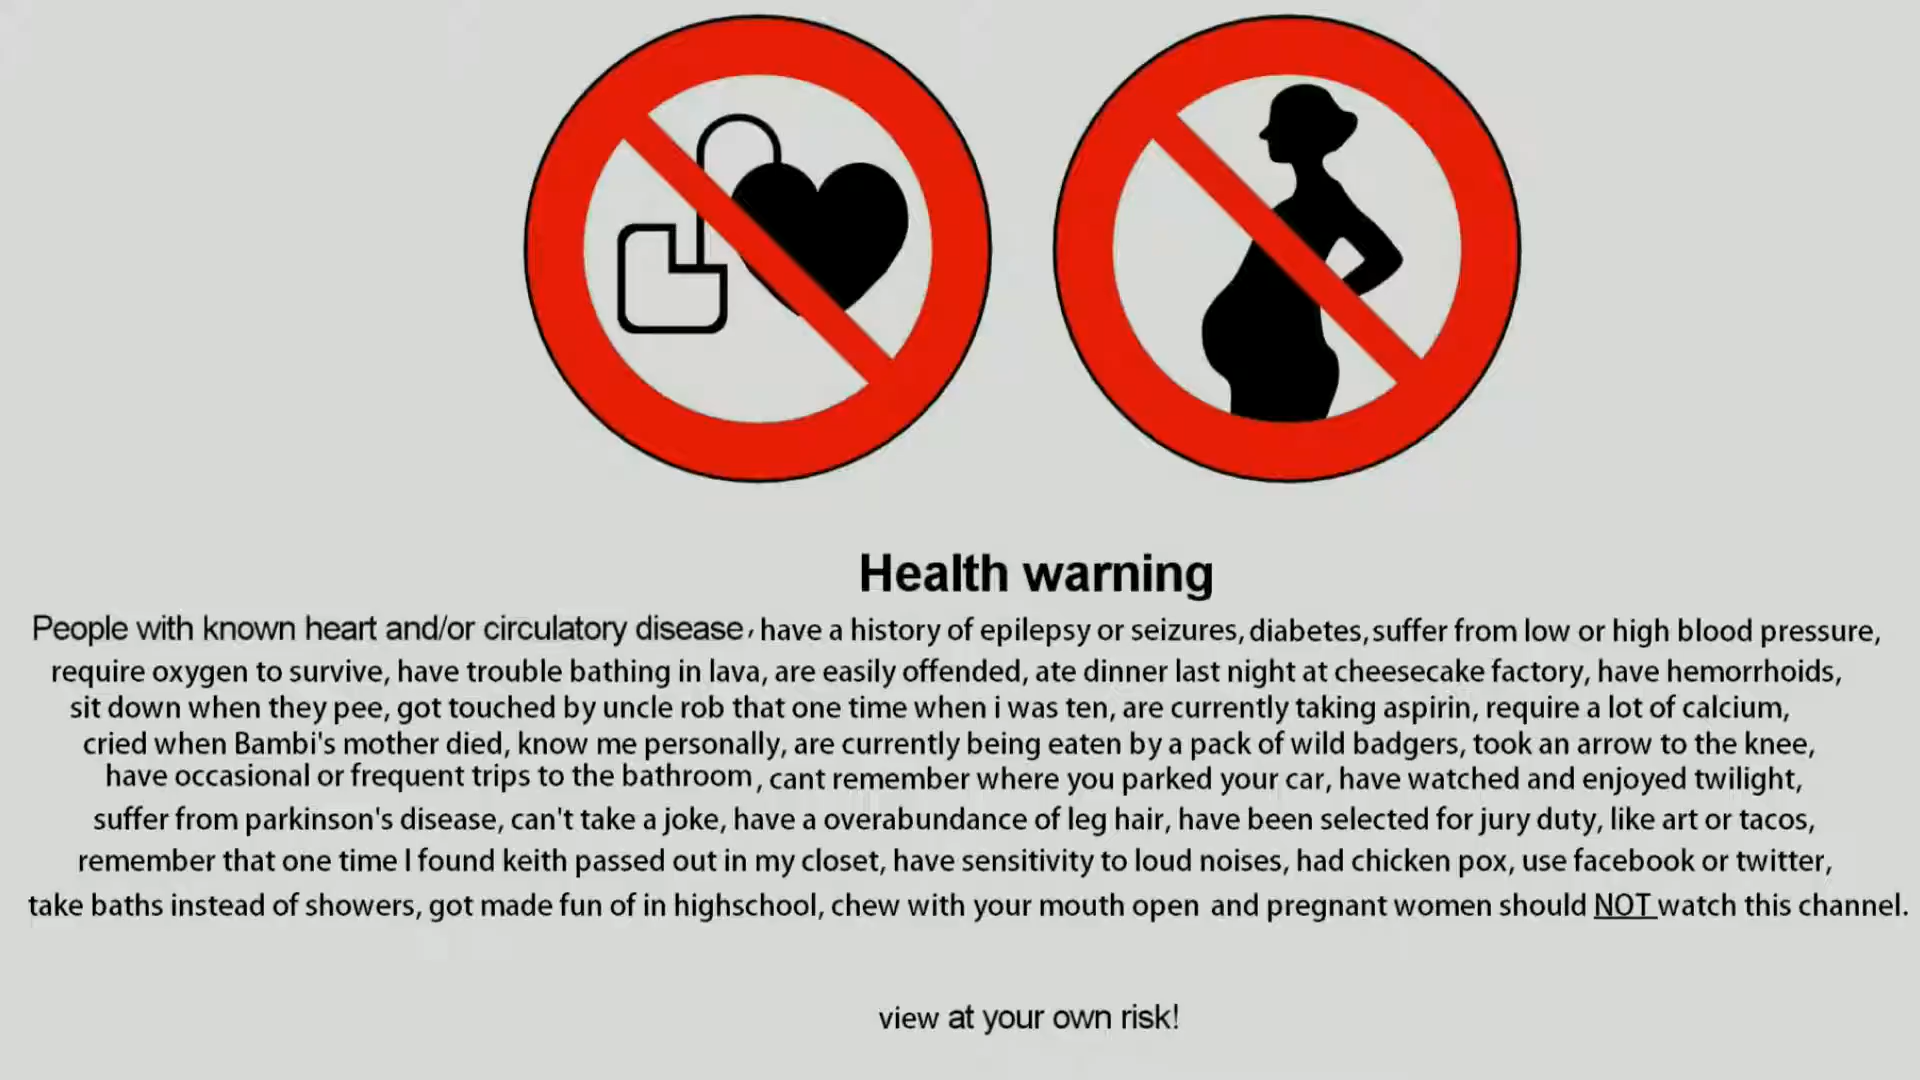 Health warning
People with known heart and/or circulatory disease, have a history of epilepsy or seizures, diabetes, suffer from low or high blood pressure,
require oxygen to survive, have trouble bathing in lava, are easily offended, ate dinner last night at cheesecake factory, have hemorrhoids,
sit down when they pee, got touched by uncle rob that one time when i was ten, are currently taking aspirin, require a lot of calcium,
cried when Bambi's mother died, know me personally, are currently being eaten by a pack of wild badgers, took an arrow to the knee,
have occasional or frequent trips to the bathroom, cant remember where you parked your car, have watched and enjoyed twilight,
suffer from parkinson's disease, can't take a joke, have a overabundance of leg hair, have been selected for jury duty, like art or tacos,
remember that one time I found keith passed out in my closet, have sensitivity to loud noises, had chicken pox, use facebook or twitter,
take baths instead of showers, got made fun of in highschool, chew with your mouth open and pregnant women should NOT watch this channel.
view at your own risk!